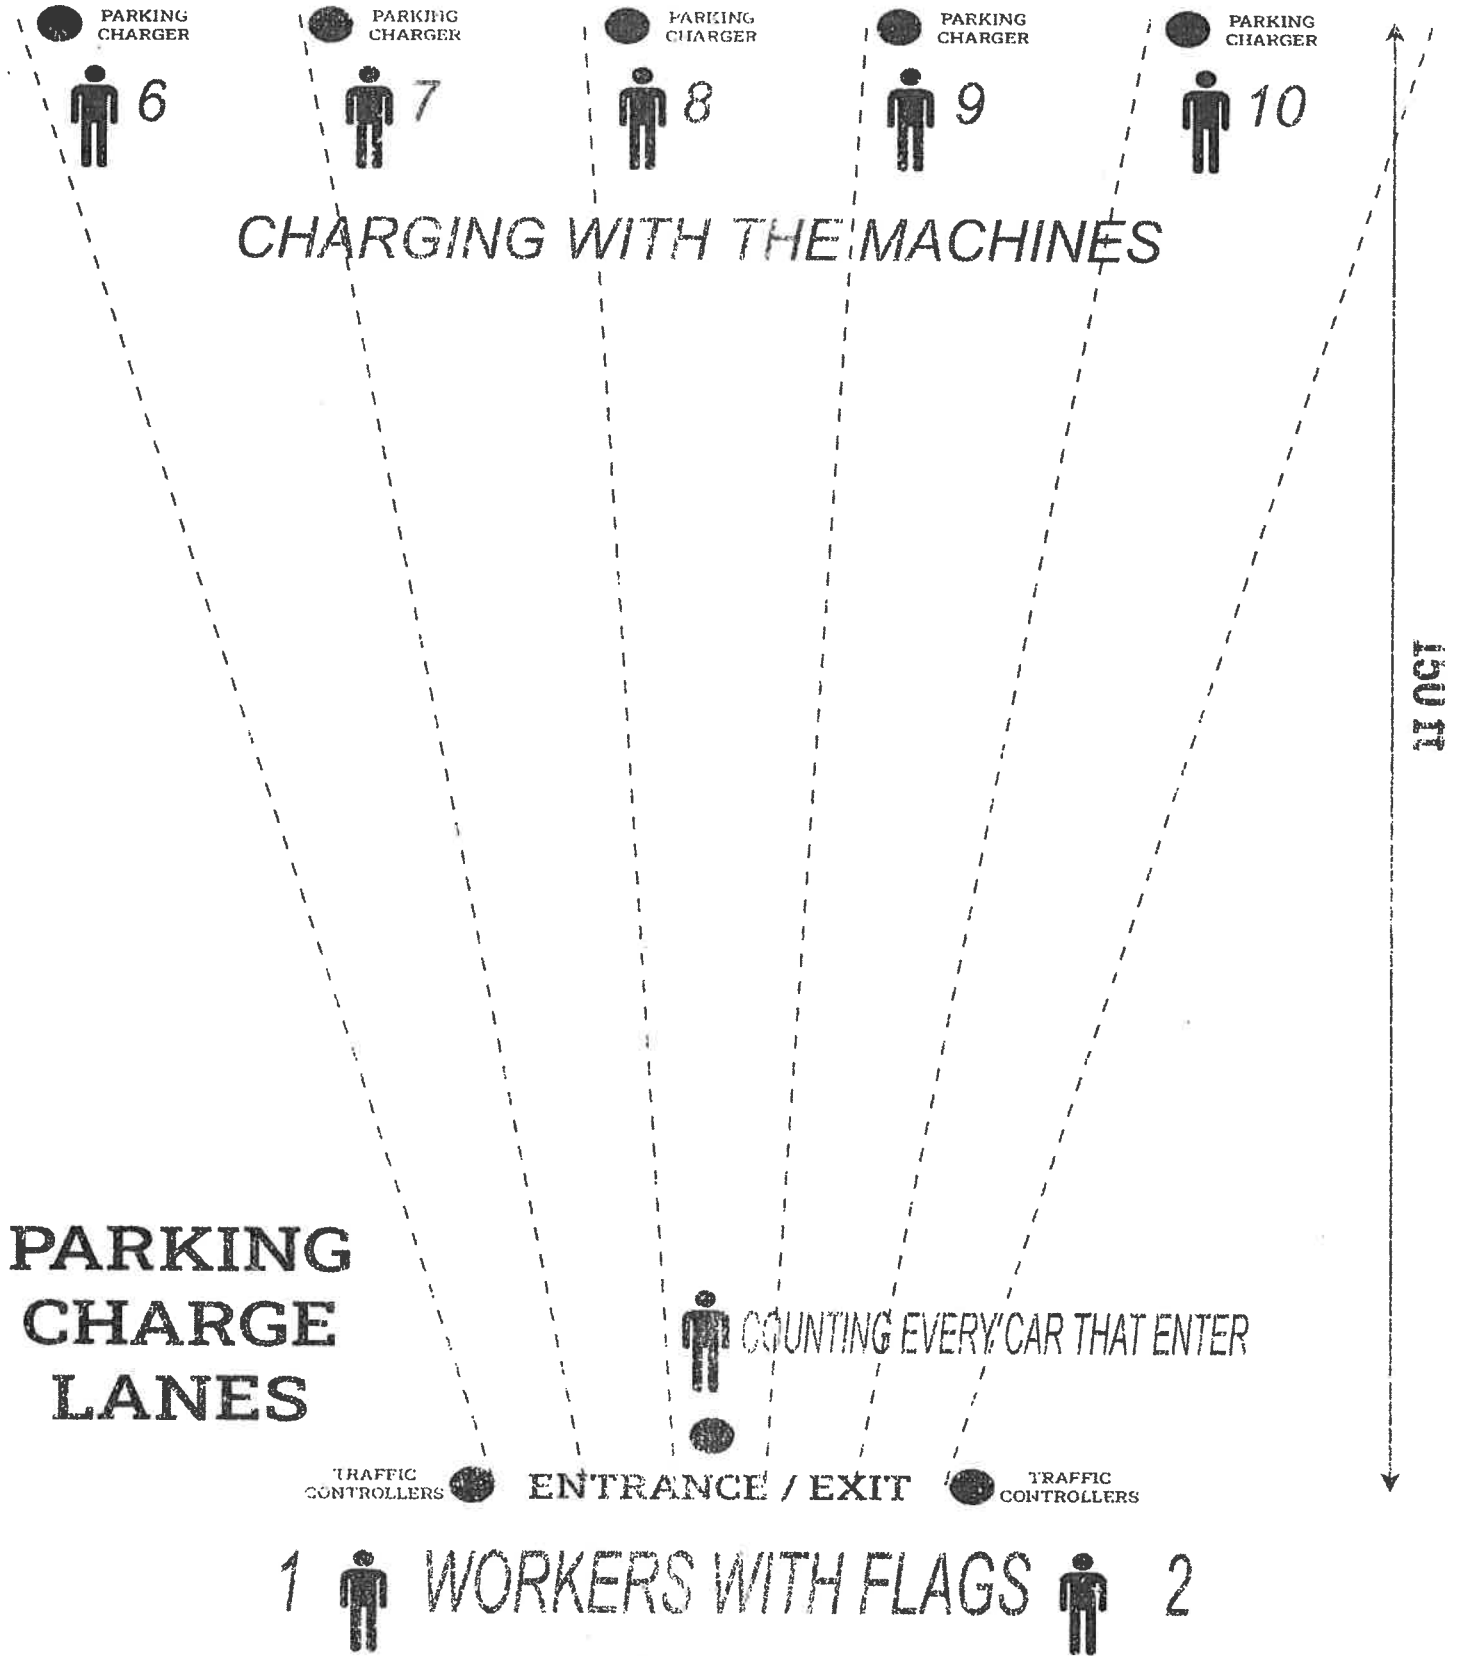 PARKING
CHARGER
PARKING
CHARGER
PARKING
CHARGER
PARKING
CHARGER
PARKING
CHARGER
6
7
8
9
10
CHARGING WITH THE MACHINES
150 ft
PARKING
CHARGE
LANES
COUNTING EVERY CAR THAT ENTER
TRAFFIC
CONTROLLERS
ENTRANCE / EXIT
TRAFFIC
CONTROLLERS
1 WORKERS WITH FLAGS 2